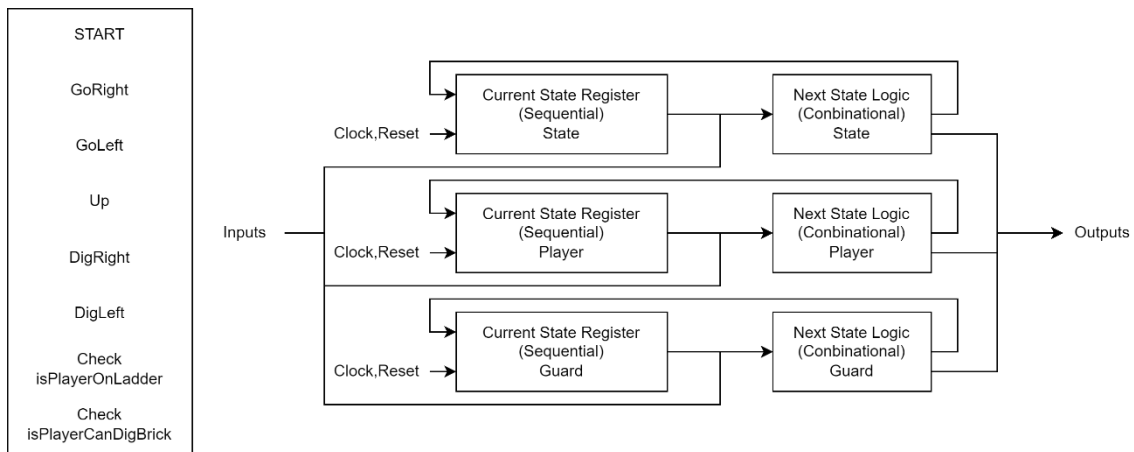 START
GoRight
GoLeft
Up
DigRight
DigLeft
Check
isPlayerOnLadder
Check
isPlayerCanDigBrick
Inputs
Clock,Reset
Current State Register
(Sequential)
State
Next State Logic
(Conbinational)
State
Clock,Reset
Current State Register
(Sequential)
Player
Next State Logic
(Conbinational)
Player
Clock,Reset
Current State Register
(Sequential)
Guard
Next State Logic
(Conbinational)
Guard
Outputs